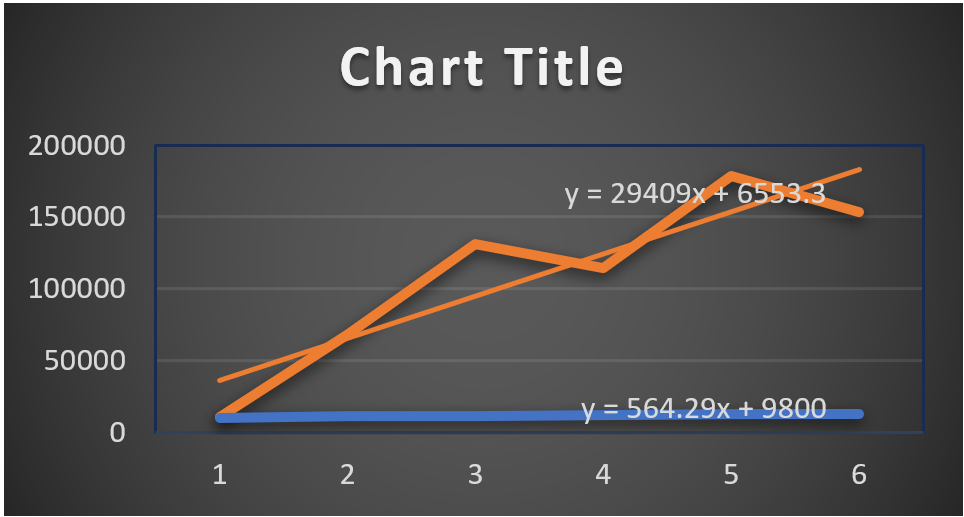 Chart Title
200000
150000
100000
50000
0
y = 29409x + 6553.3
y = 564.29x + 9800
1 2 3 4 5 6